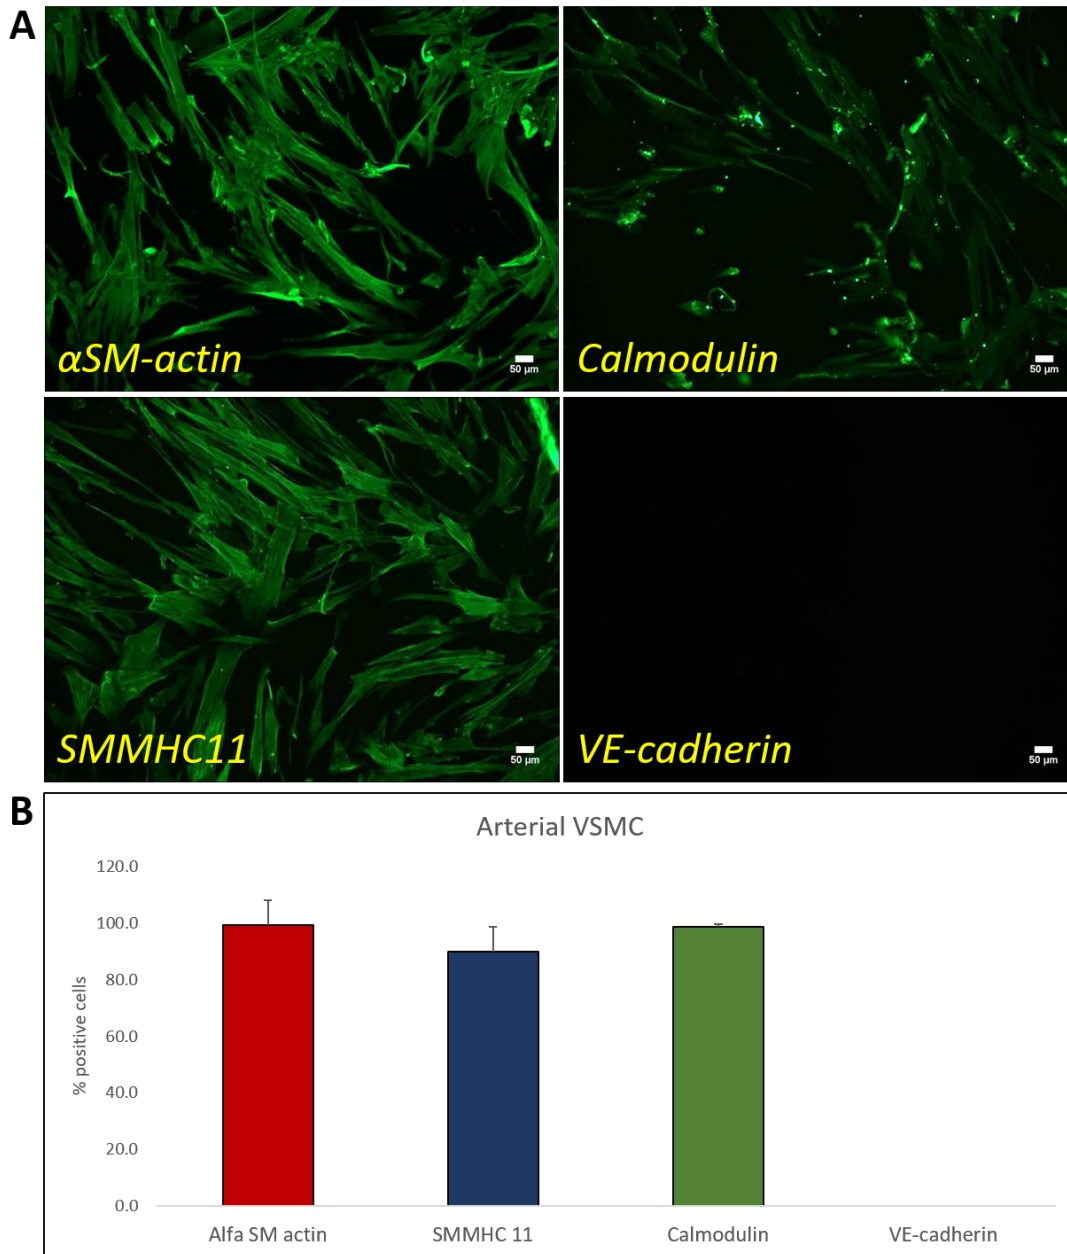 A
αSM-actin
50 µm
Calmodulin
50 µm
SMMHC11
50 µm
VE-cadherin
50 µm
B
Arterial VSMC
% positive cells
120.0
100.0
80.0
60.0
40.0
20.0
0.0
Alfa SM actin
SMMHC 11
Calmodulin
VE-cadherin